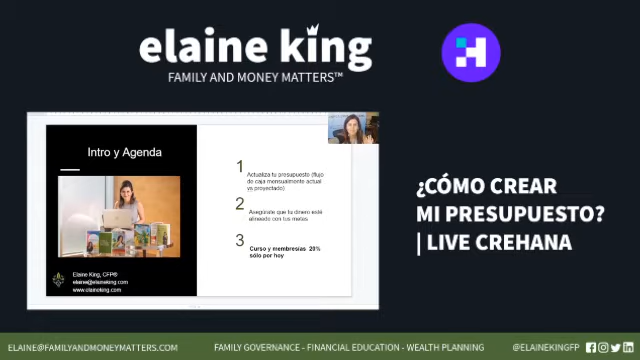 elaine king
FAMILY AND MONEY MATTERS™
Intro y Agenda
1
Actualiza tu presupuesto (flujo
de caja mensualmente actual
ya proyectado)
2
Asegúrate que tu dinero esté
alineado con tus metas
3
Curso y membresías 20%
sólo por hoy
Elaine King, CFP®
elaine@elaineking.com
www.elaineking.com
¿CÓMO CREAR
MI PRESUPUESTO?
| LIVE CREHANA
ELAINE@FAMILYANDMONEYMATTERS.COM
FAMILY GOVERNANCE - FINANCIAL EDUCATION - WEALTH PLANNING
@ELAINEKINGFP